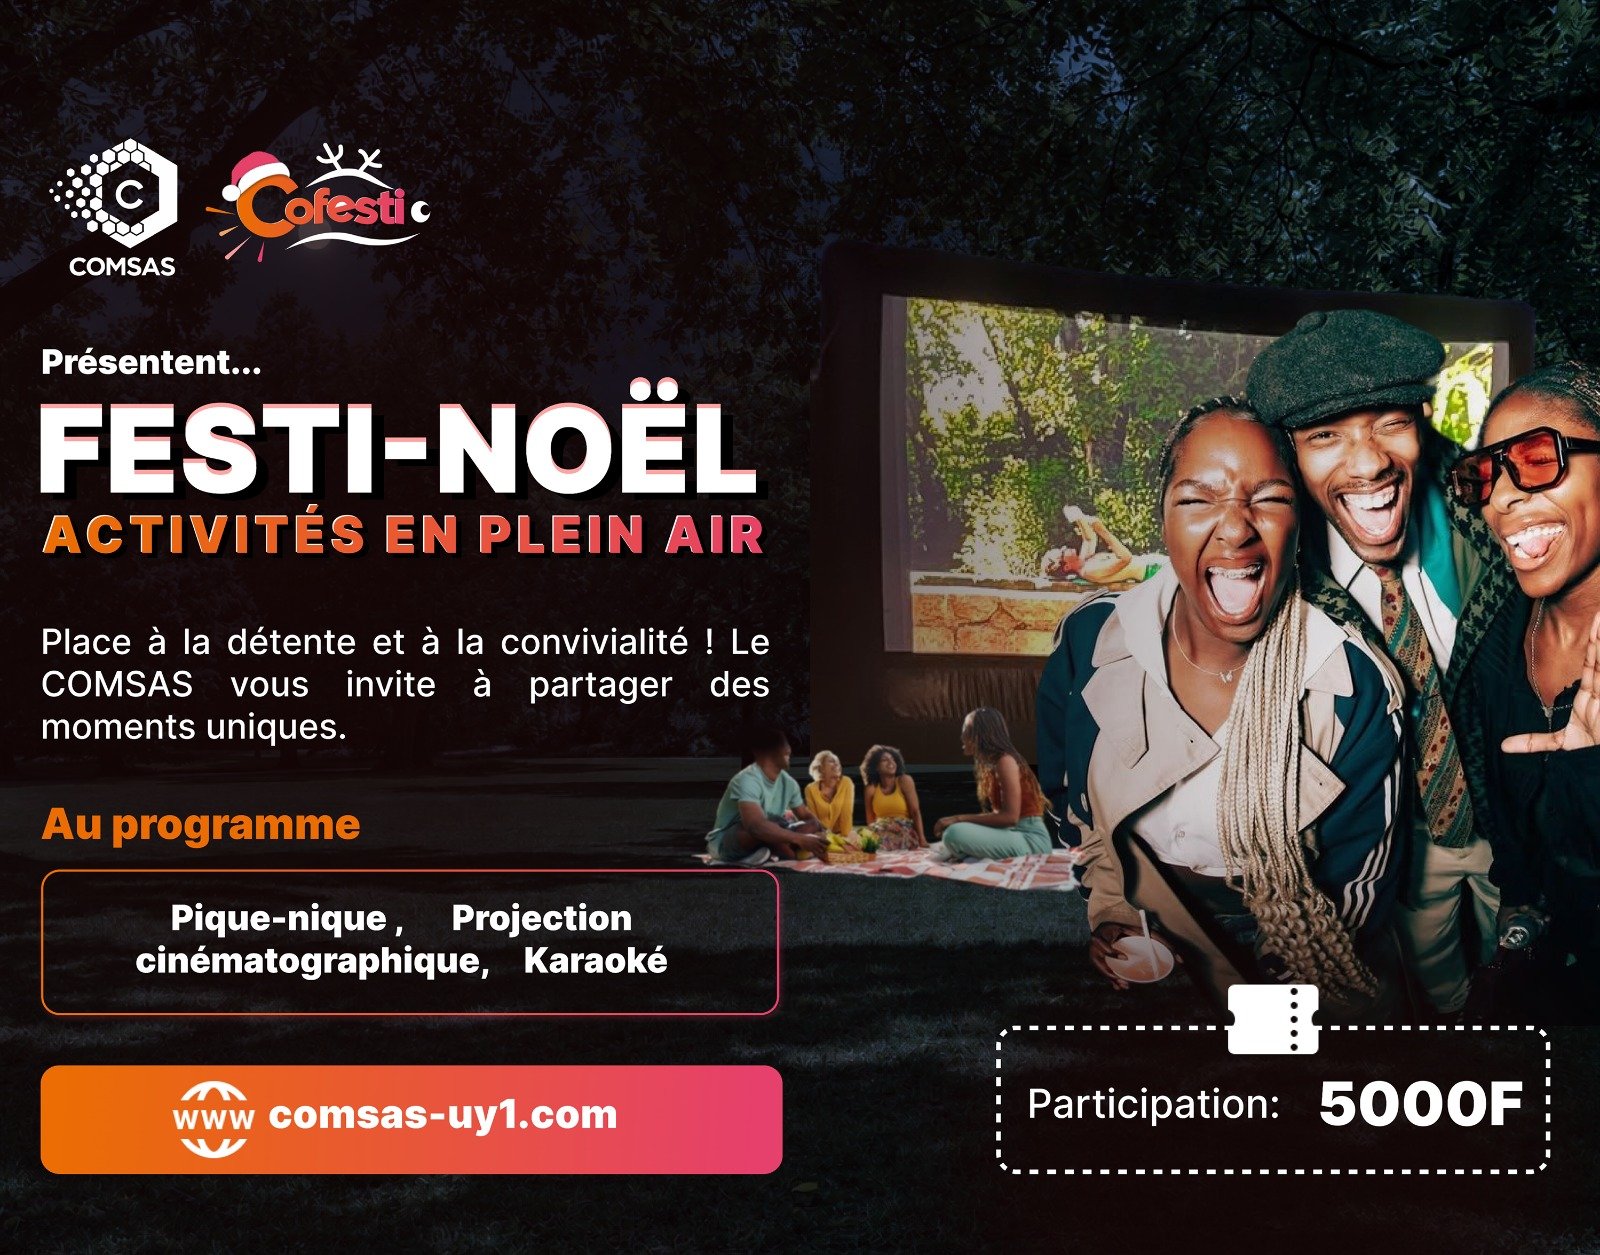 C
COMSAS
Cofesti
Présentent...
FESTI-NOËL
ACTIVITÉS EN PLEIN AIR
Place à la détente et à la convivialité ! Le
COMSAS vous invite à partager des
moments uniques.
Au programme
Pique-nique , Projection
cinématographique, Karaoké
www comsas-uy1.com
Participation: 5000F